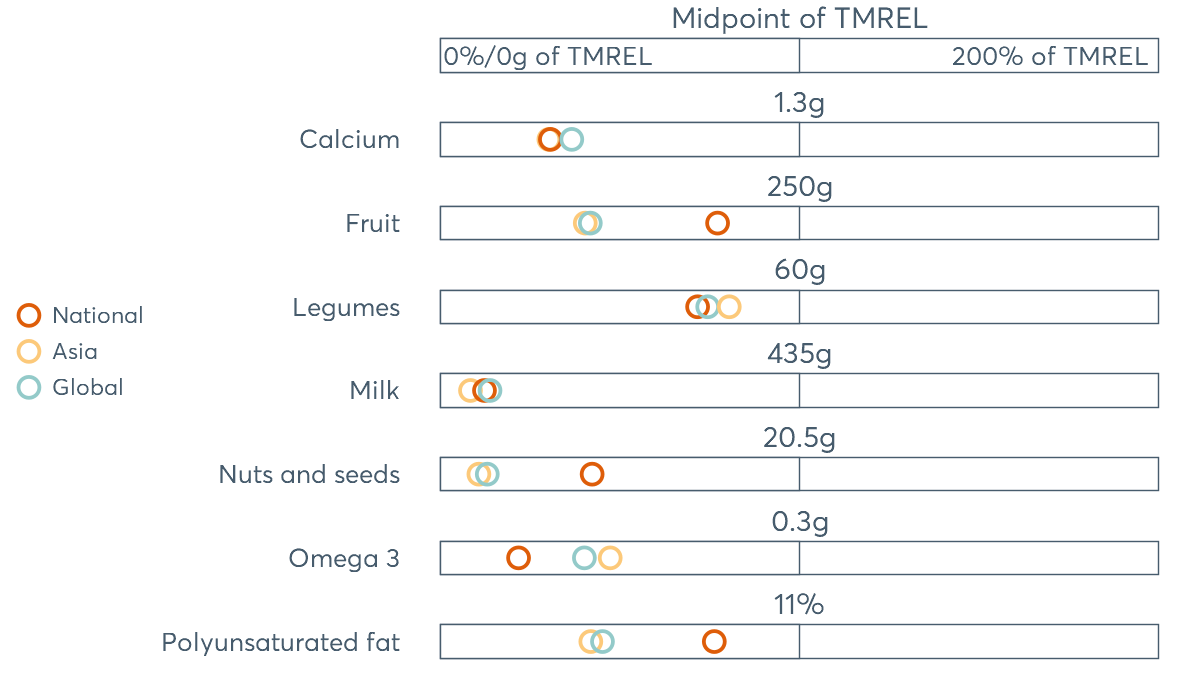 Midpoint of TMREL
0%/0g of TMREL 200% of TMREL
1.3g
Calcium
250g
Fruit
60g
Legumes
435g
Milk
20.5g
Nuts and seeds
0.3g
Omega 3
11%
Polyunsaturated fat
National
Asia
Global